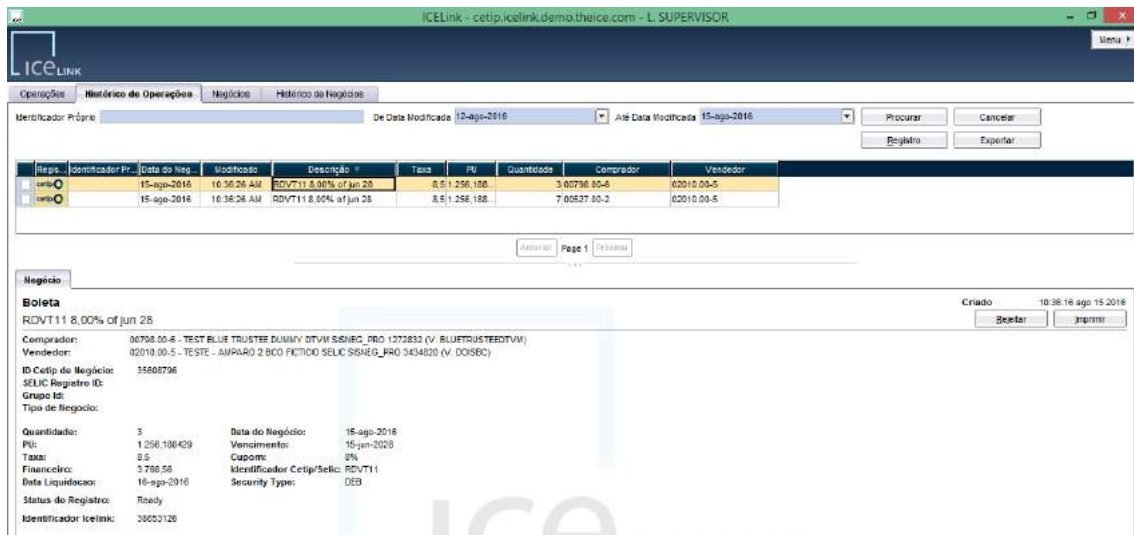 ICELink - cetip.icelink.demo.theice.com - L. SUPERVISOR
Menu
ICE LINK
Operações Histórico de Operações Negócios Histórico de Negócios
Identificador Próprio De Data Modificada 12-ago-2016 Até Data Modificada 15-ago-2016 Procurar Cancelar
Registro Exportar
Regis... Identificador Pr... Data do Neg... Modificado Descrição Taxa PU Quantidade Comprador Vendedor
cetip 15-ago-2016 10:36:26 AM RDVT11 8,00% of jun 28 8,5 1.256,188... 3 00798.00-6 02010.00-5
cetip 15-ago-2016 10:36:26 AM RDVT11 8,00% of jun 28 8,5 1.256,188... 7 00527.00-2 02010.00-5
Anterior Page 1 Próxima
Negócio
Boleta Criado 10:36:16 ago 15 2016
RDVT11 8,00% of jun 28 Rejeitar Imprimir
Comprador: 00798.00-6 - TEST BLUE TRUSTEE DUMMY DTVM SISNEG_PRO 1272832 (V. BLUETRUSTEEDTVM)
Vendedor: 02010.00-5 - TESTE - AMPARO 2 BCO FICTICIO SELIC SISNEG_PRO 3434820 (V. DOISBC)
ID Cetip de Negócio: 35608796
SELIC Registro ID:
Grupo Id:
Tipo de Negocio:
Quantidade: 3 Data do Negócio: 15-ago-2016
PU: 1.256,188429 Vencimento: 15-jun-2028
Taxa: 8,5 Cupom: 8%
Financeiro: 3.768,56 Identificador Cetip/Selic: RDVT11
Data Liquidacao: 16-ago-2016 Security Type: DEB
Status do Registro: Ready
Identificador Icelink: 38653126
ice